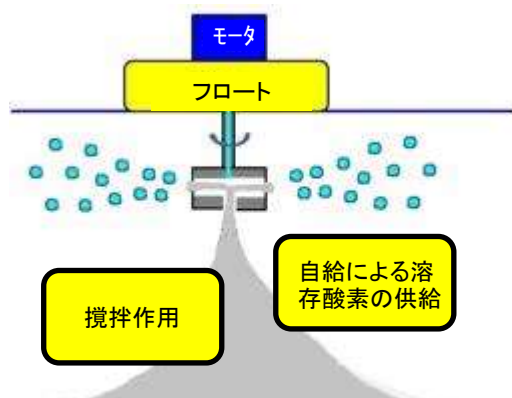 モータ
フロート
自給による溶
存酸素の供給
撹拌作用